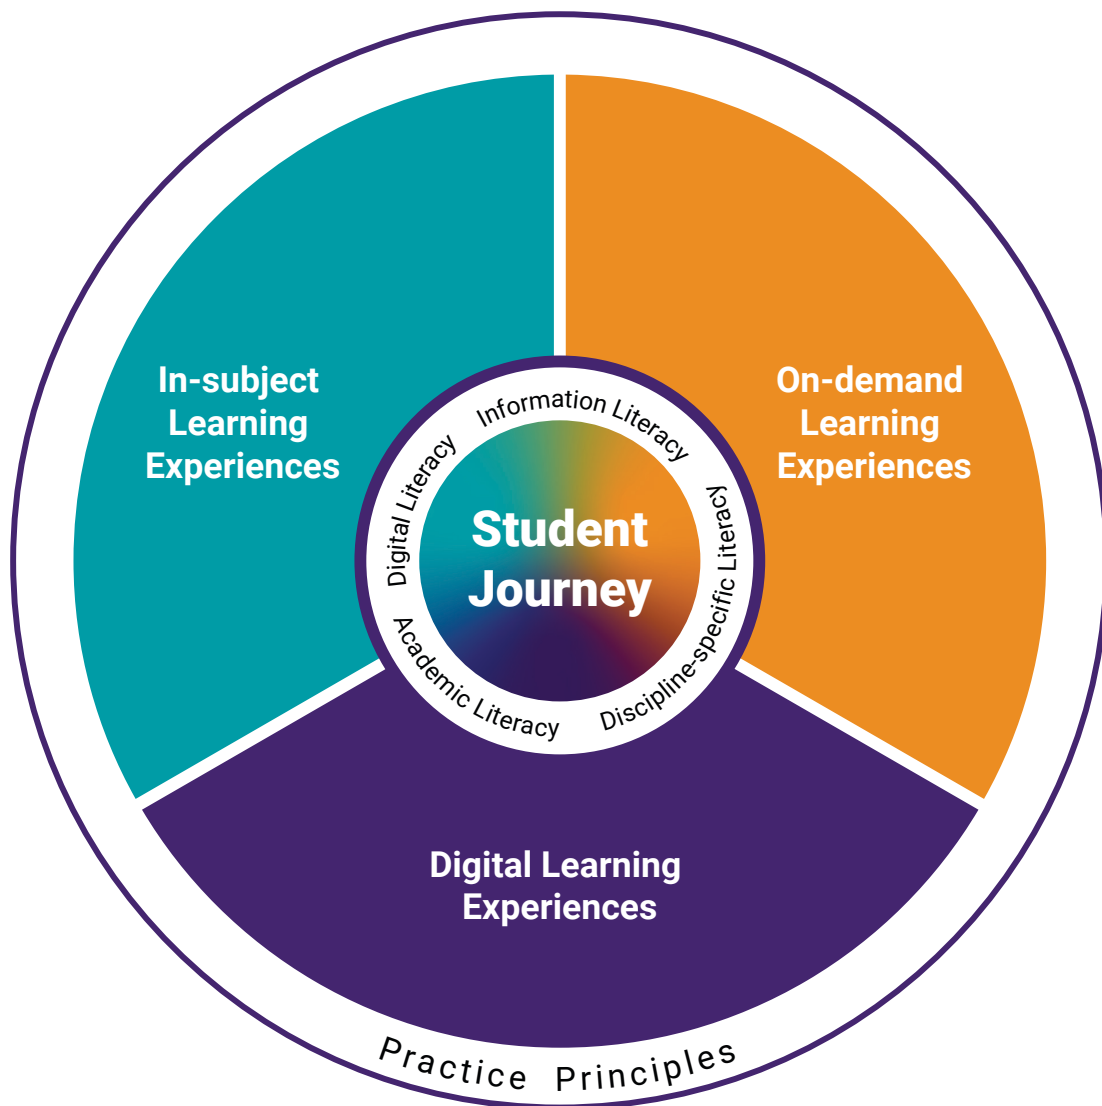 In-subject
Learning
Experiences
On-demand
Learning
Experiences
Information Literacy
Digital Literacy
Discipline-specific Literacy
Academic Literacy
Student
Journey
Digital Learning
Experiences
Practice Principles